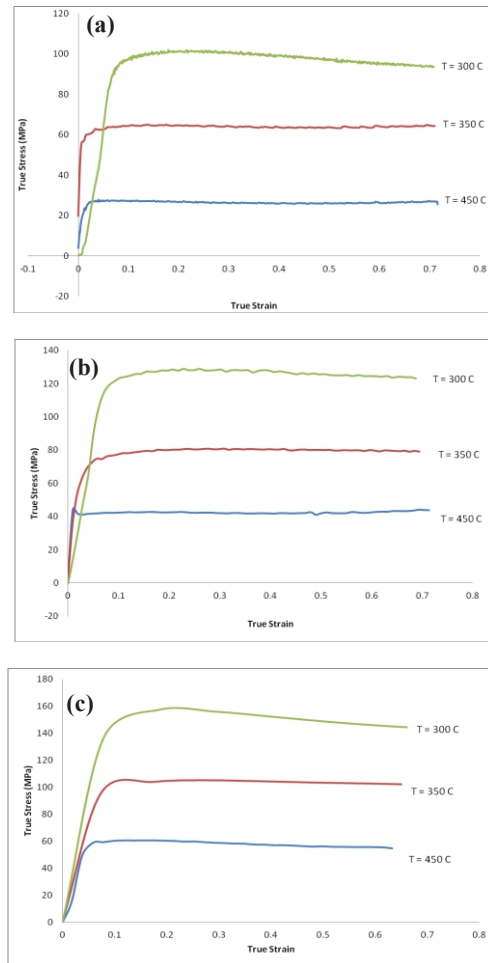 (a)
120
100
80
60
40
20
0
-20
-0.1 0 0.1 0.2 0.3 0.4 0.5 0.6 0.7 0.8
True Stress (MPa)
True Strain
T = 300 C
T = 350 C
T = 450 C
(b)
140
120
100
80
60
40
20
0
-20
0 0.1 0.2 0.3 0.4 0.5 0.6 0.7 0.8
True Stress (MPa)
True Strain
T = 300 C
T = 350 C
T = 450 C
(c)
180
160
140
120
100
80
60
40
20
0
0 0.1 0.2 0.3 0.4 0.5 0.6 0.7 0.8
True Stress (MPa)
True Strain
T = 300 C
T = 350 C
T = 450 C